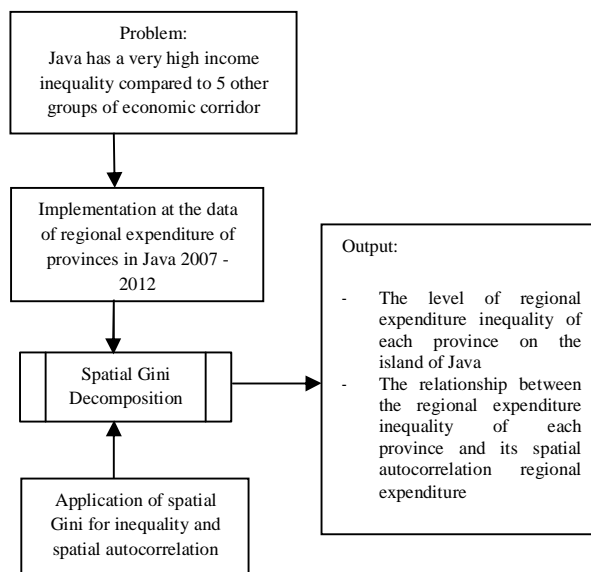 Problem:
Java has a very high income
inequality compared to 5 other
groups of economic corridor
Implementation at the data
of regional expenditure of
provinces in Java 2007 -
2012
Spatial Gini
Decomposition
Application of spatial
Gini for inequality and
spatial autocorrelation
Output:
- The level of regional
expenditure inequality of
each province on the
island of Java
- The relationship between
the regional expenditure
inequality of each
province and its spatial
autocorrelation regional
expenditure